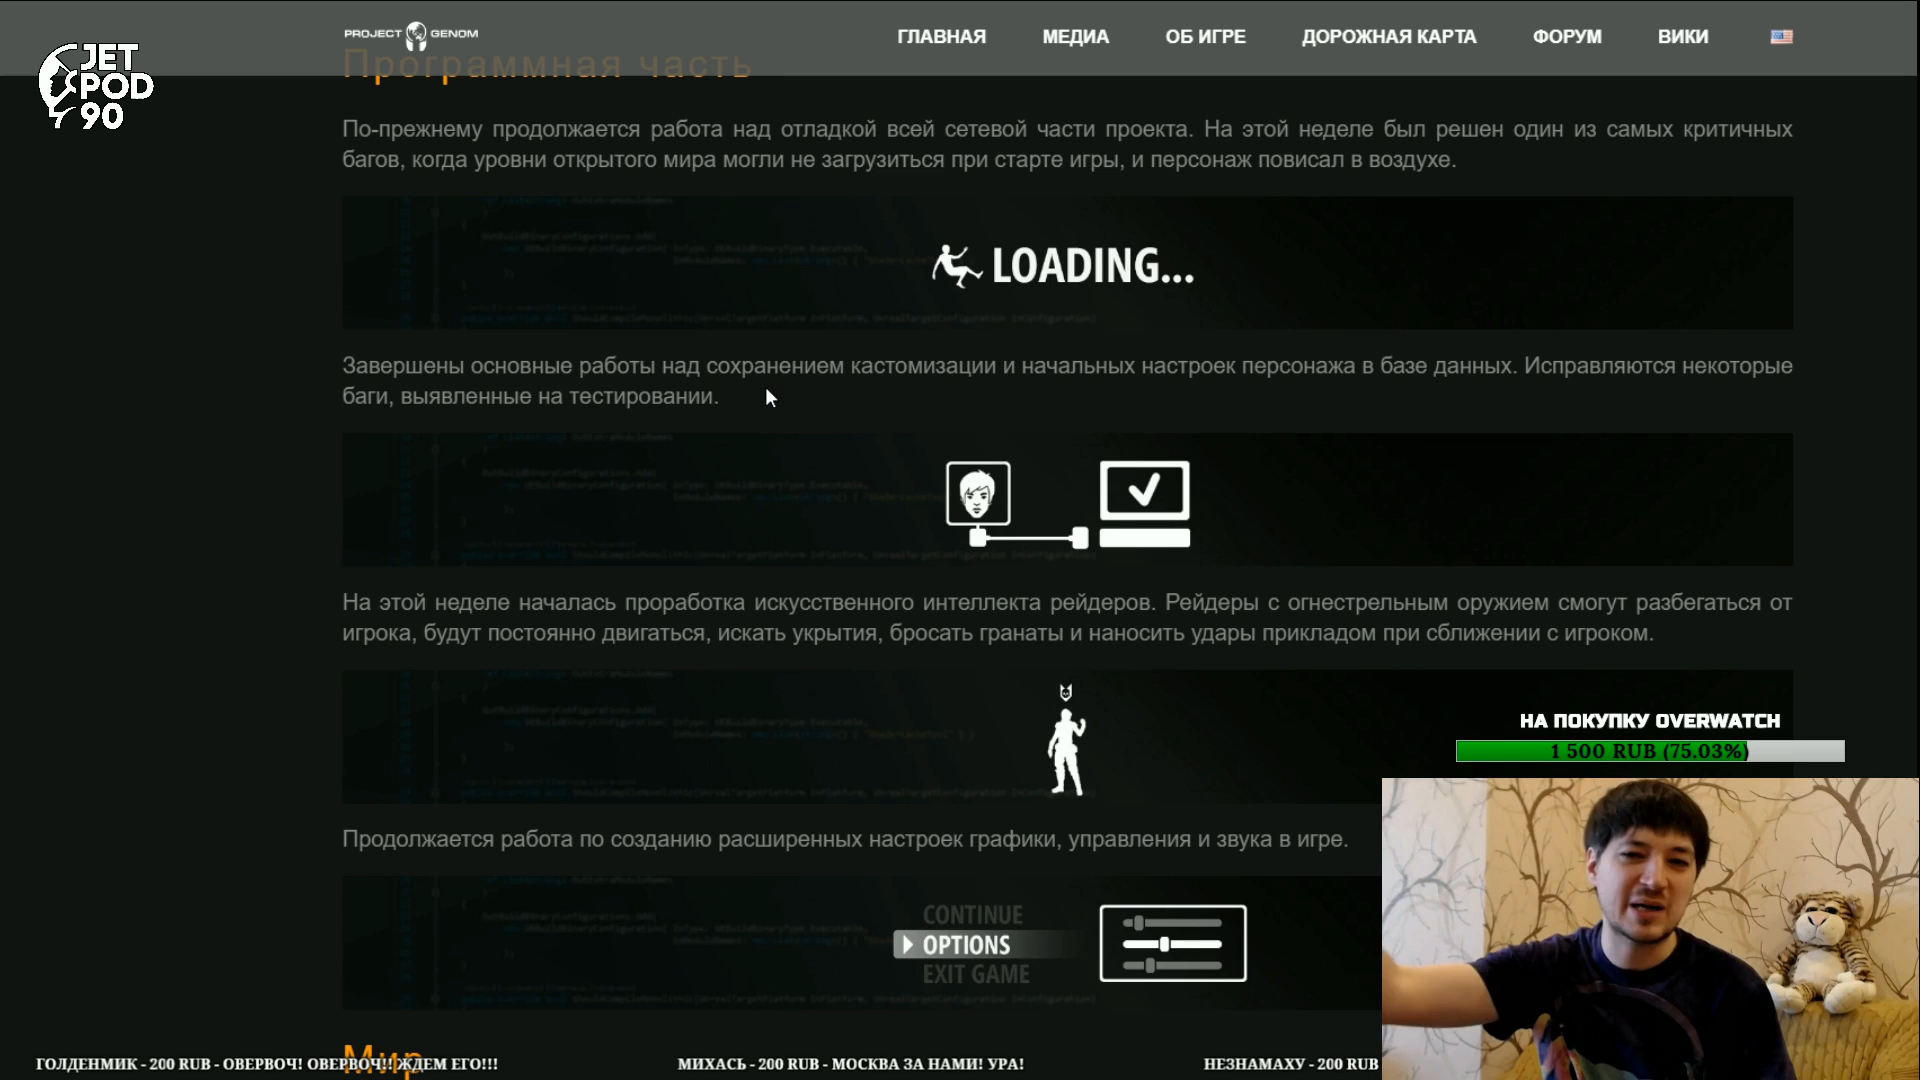 PROJECT GENOM
ГЛАВНАЯ
МЕДИА
ОБ ИГРЕ
ДОРОЖНАЯ КАРТА
ФОРУМ
ВИКИ
JET
POD
90
Программная часть
По-прежнему продолжается работа над отладкой всей сетевой части проекта. На этой неделе был решен один из самых критичных
багов, когда уровни открытого мира могли не загрузиться при старте игры, и персонаж повисал в воздухе.
LOADING...
Завершены основные работы над сохранением кастомизации и начальных настроек персонажа в базе данных. Исправляются некоторые
баги, выявленные на тестировании.
На этой неделе началась проработка искусственного интеллекта рейдеров. Рейдеры с огнестрельным оружием смогут разбегаться от
игрока, будут постоянно двигаться, искать укрытия, бросать гранаты и наносить удары прикладом при сближении с игроком.
НА ПОКУПКУ OVERWATCH
1 500 RUB (75.03%)
Продолжается работа по созданию расширенных настроек графики, управления и звука в игре.
CONTINUE
OPTIONS
EXIT GAME
Мир
ГОЛДЕНМИК - 200 RUB - ОВЕРВОЧ! ОВЕРВОЧ!! ЖДЕМ ЕГО!!!
МИХАСЬ - 200 RUB - МОСКВА ЗА НАМИ! УРА!
НЕЗНАМАХУ - 200 RUB